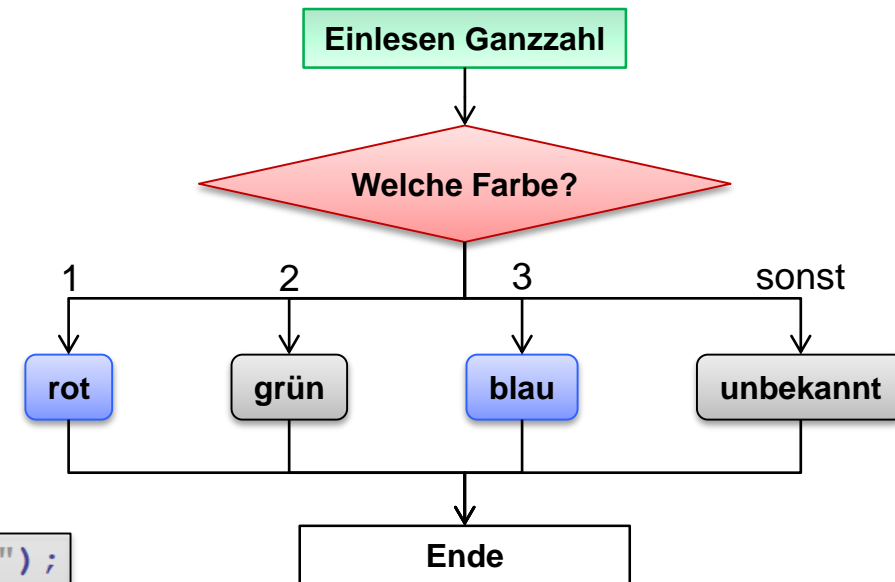 Einlesen Ganzzahl
Welche Farbe?
1 2 3 sonst
rot grün blau unbekannt
Ende
");